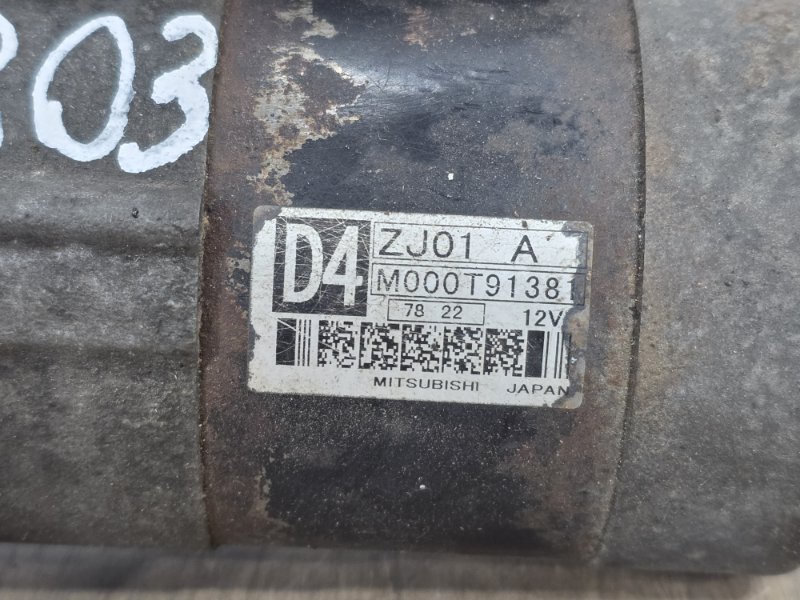 03
D4
ZJ01 A
M000T91381
78 22 12V
MITSUBISHI JAPAN